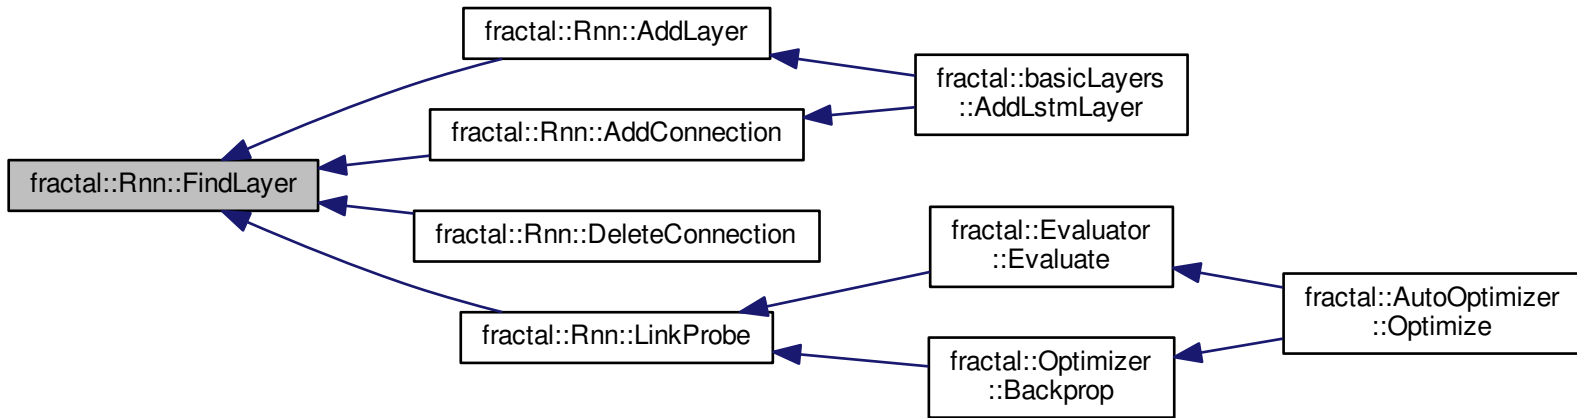 fractal::Rnn::AddLayer
fractal::basicLayers
::AddLstmLayer
fractal::Rnn::AddConnection
fractal::Rnn::FindLayer
fractal::Rnn::DeleteConnection
fractal::Evaluator
::Evaluate
fractal::AutoOptimizer
::Optimize
fractal::Rnn::LinkProbe
fractal::Optimizer
::Backprop